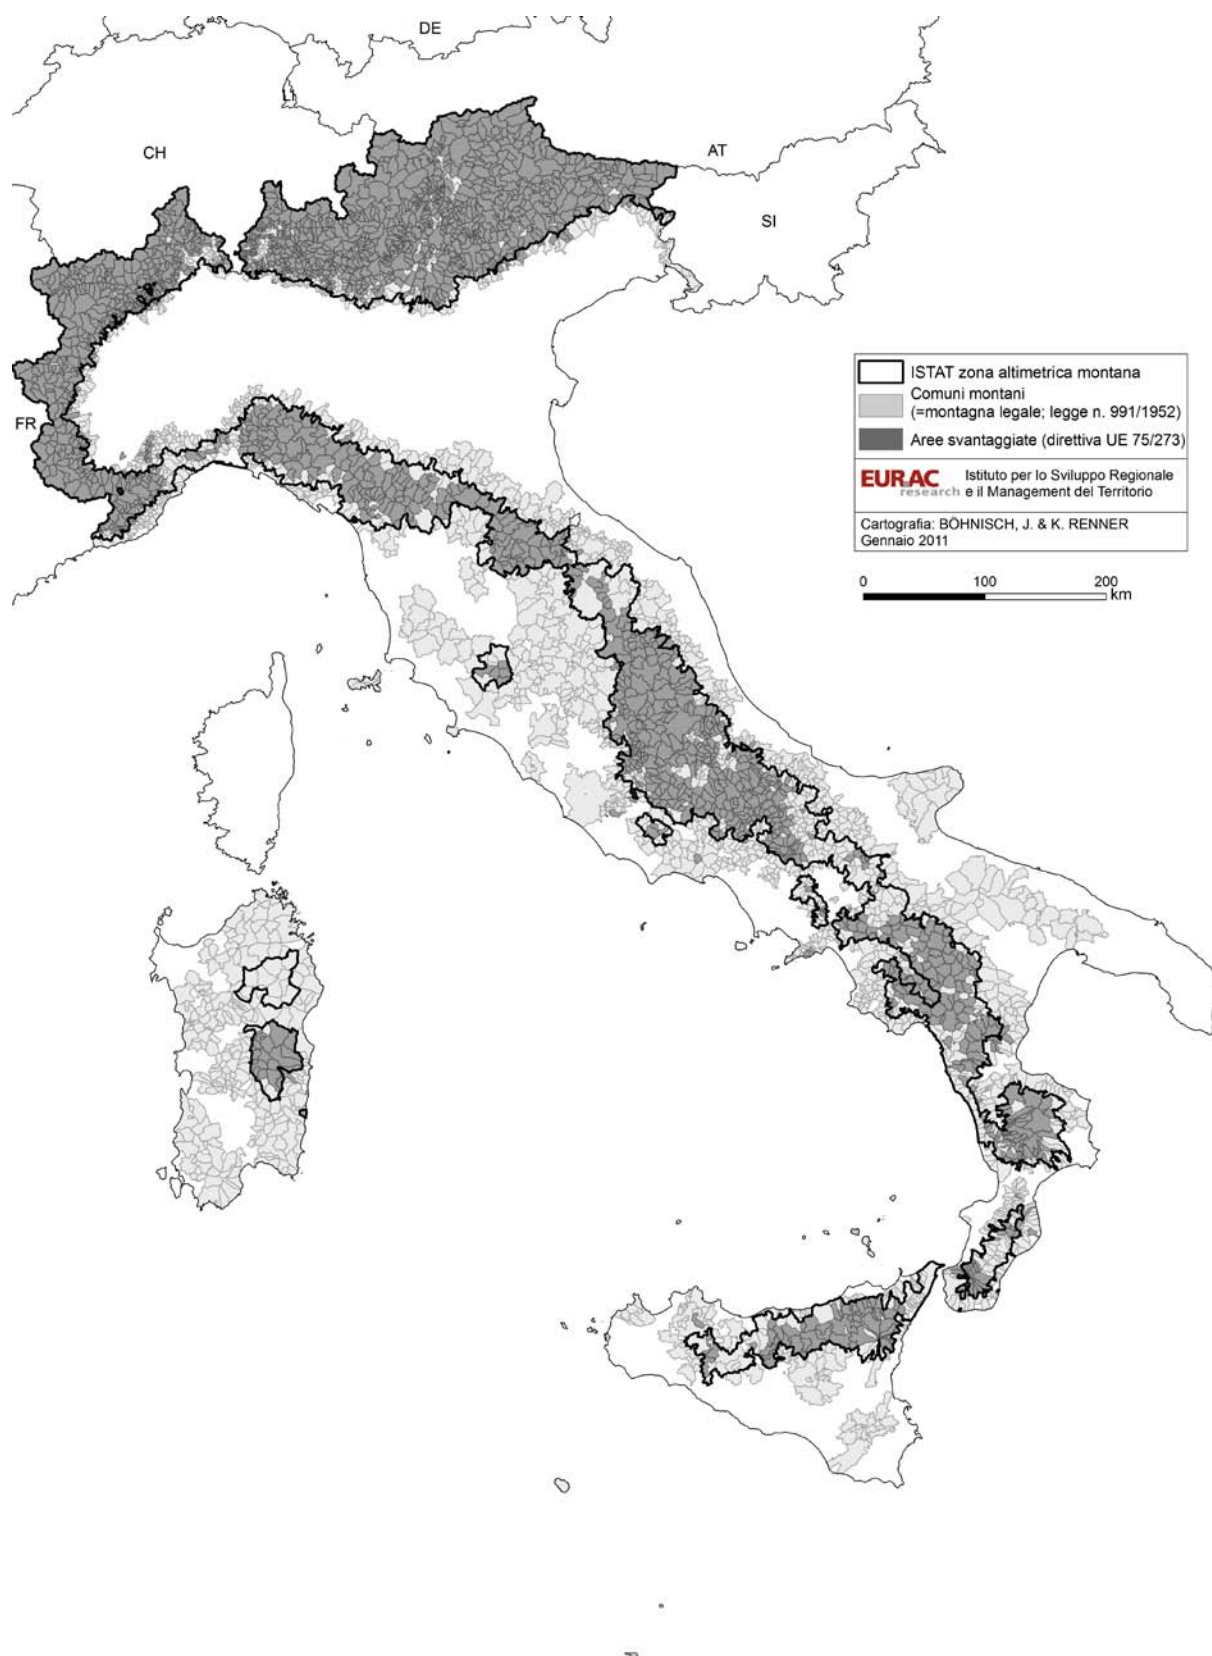 DE
CH
AT
SI
FR
ISTAT zona altimetrica montana
Comuni montani
(=montagna legale; legge n. 991/1952)
Aree svantaggiate (direttiva UE 75/273)
EURAC
research
Istituto per lo Sviluppo Regionale
e il Management del Territorio
Cartografia: BÖHNISCH, J. & K. RENNER
Gennaio 2011
0 100 200
km